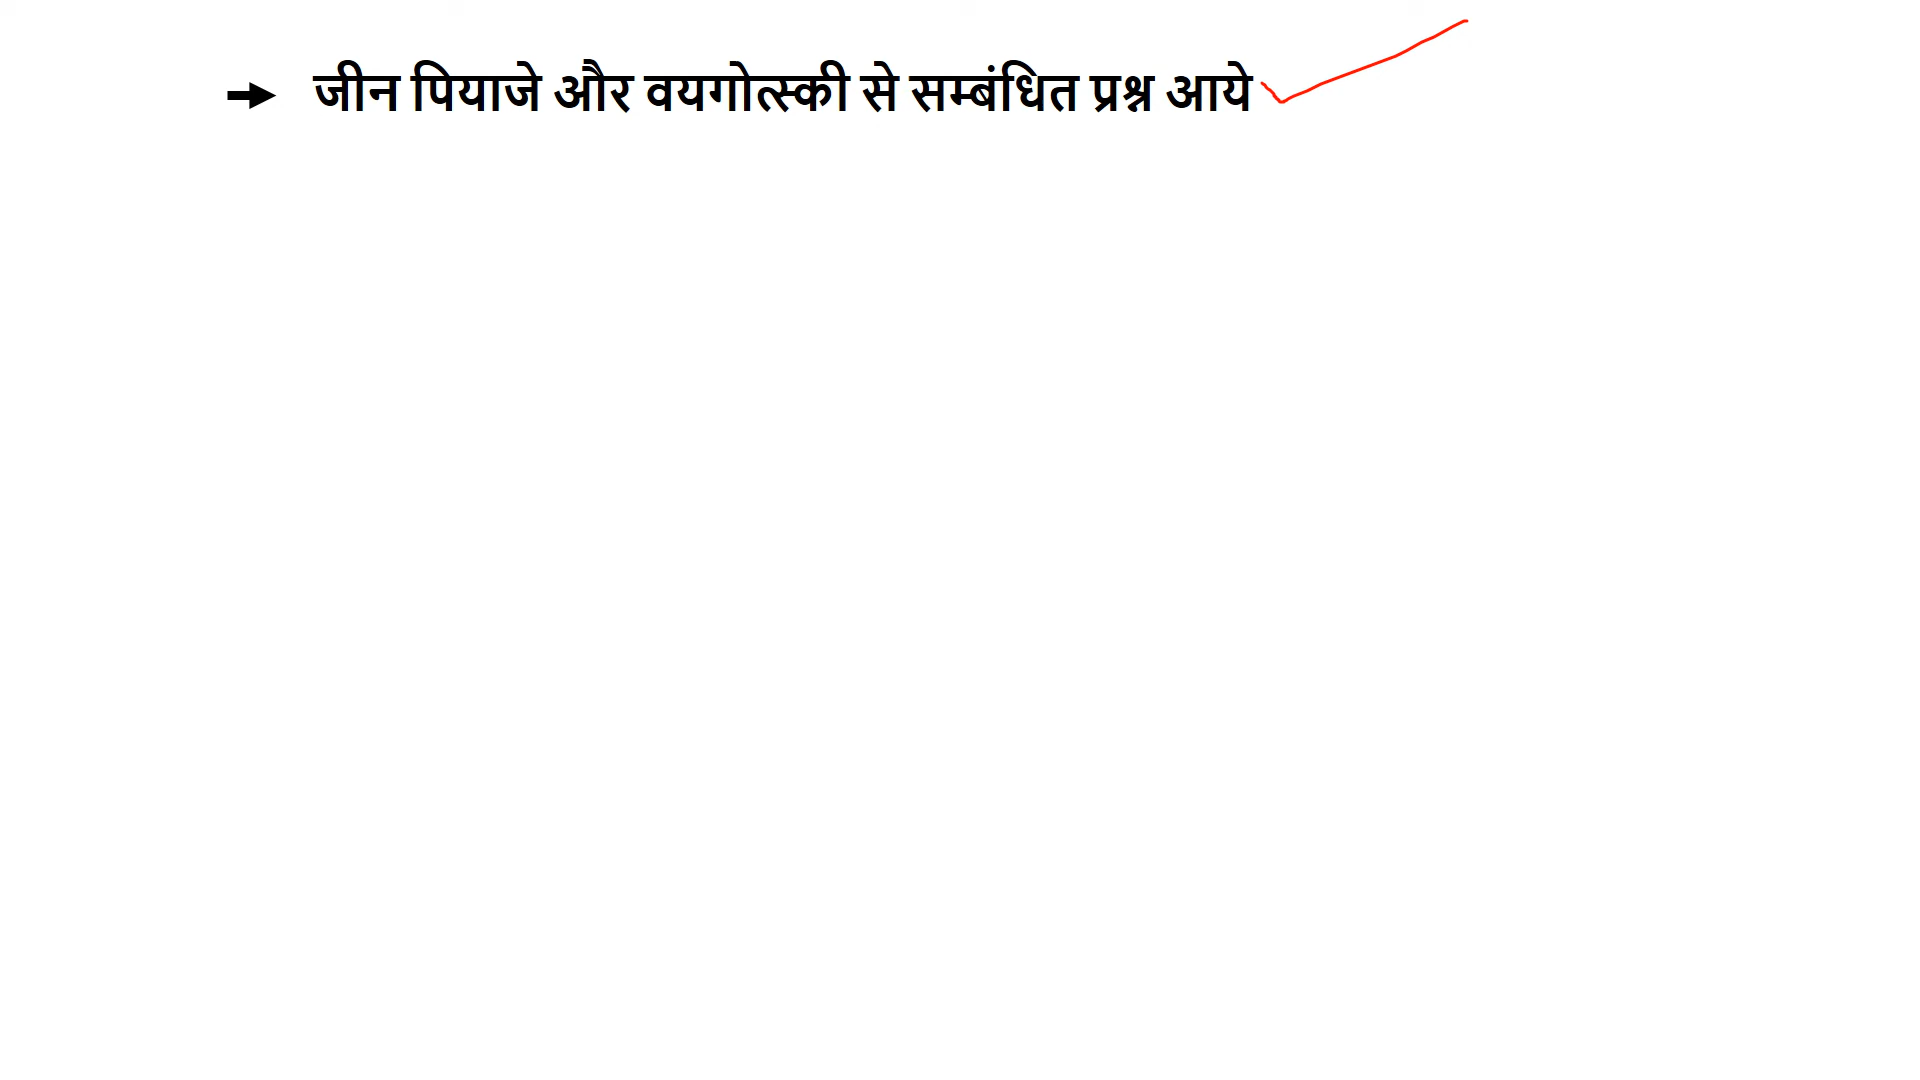 ➡ जीन पियाजे और वयगोत्स्की से सम्बंधित प्रश्न आये